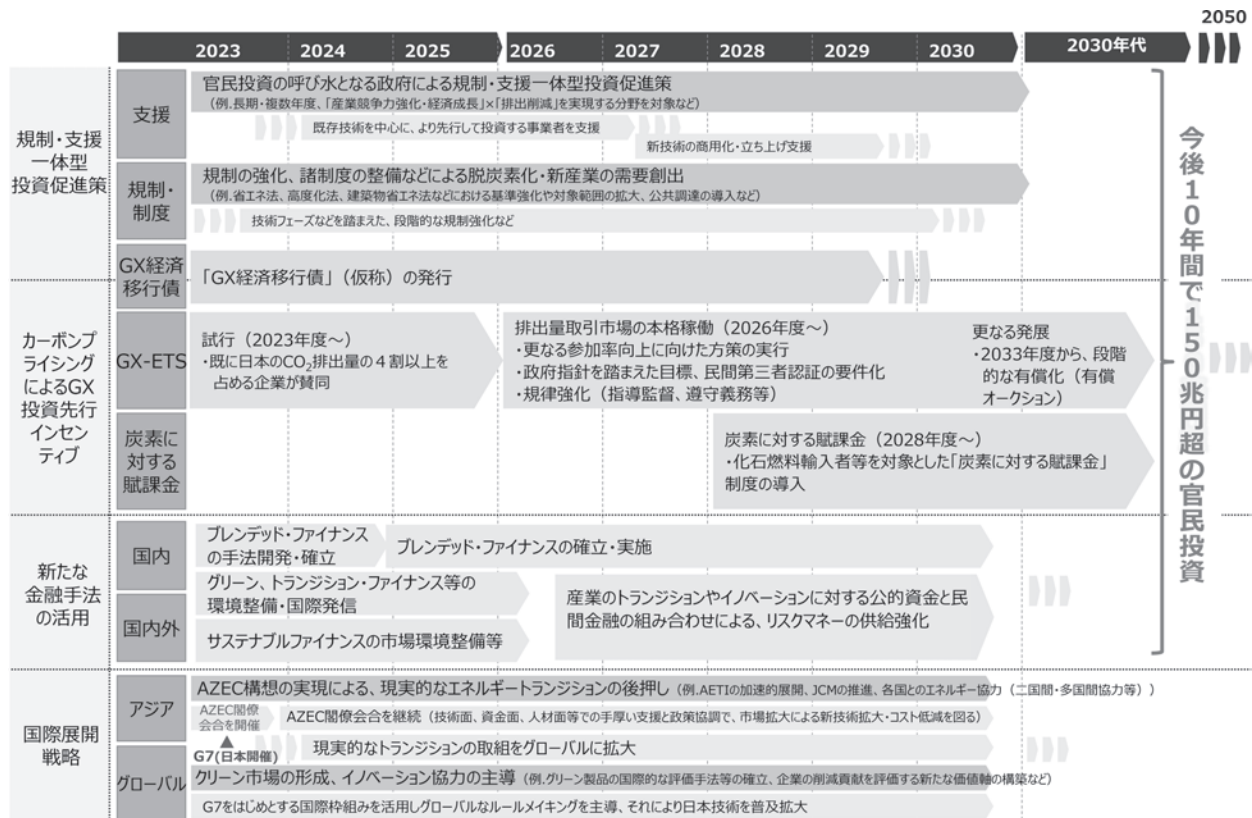 2050
2023
2024
2025
2026
2027
2028
2029
2030
2030年代
規制・支援
一体型
投資促進策
支援
官民投資の呼び水となる政府による規制・支援一体型投資促進策
(例.長期・複数年度、「産業競争力強化・経済成長」×「排出削減」を実現する分野を対象など)
既存技術を中心に、より先行して投資する事業者を支援
新技術の商用化・立ち上げ支援
規制・
制度
規制の強化、諸制度の整備などによる脱炭素化・新産業の需要創出
(例.省エネ法、高度化法、建築物省エネ法などにおける基準強化や対象範囲の拡大、公共調達の導入など)
技術フェーズなどを踏まえた、段階的な規制強化など
GX経済
移行債
「GX経済移行債」(仮称)の発行
カーボンプ
ライシング
によるGX
投資先行
インセン
ティブ
GX-ETS
試行(2023年度~)
・既に日本のCO₂排出量の4割以上を
占める企業が賛同
排出量取引市場の本格稼働(2026年度~)
・更なる参加率向上に向けた方策の実行
・政府指針を踏まえた目標、民間第三者認証の要件化
・規律強化(指導監督、遵守義務等)
更なる発展
・2033年度から、段階
的な有償化(有償
オークション)
炭素に
対する
賦課金
炭素に対する賦課金(2028年度~)
・化石燃料輸入者等を対象とした「炭素に対する賦課金」
制度の導入
新たな
金融手法
の活用
国内
ブレンデッド・ファイナンス
の手法開発・確立
ブレンデッド・ファイナンスの確立・実施
国内外
グリーン、トランジション・ファイナンス等の
環境整備・国際発信
サステナブルファイナンスの市場環境整備等
産業のトランジションやイノベーションに対する公的資金と民
間金融の組み合わせによる、リスクマネーの供給強化
国際展開
戦略
アジア
AZEC構想の実現による、現実的なエネルギートランジションの後押し(例.AETIの加速的展開、JCMの推進、各国とのエネルギー協力(二国間・多国間協力等))
AZEC閣僚
会合を開催
AZEC閣僚会合を継続(技術面、資金面、人材面等での手厚い支援と政策協調で、市場拡大による新技術拡大・コスト低減を図る)
G7(日本開催)
現実的なトランジションの取組をグローバルに拡大
グローバル
クリーン市場の形成、イノベーション協力の主導(例.グリーン製品の国際的な評価手法等の確立、企業の削減貢献を評価する新たな価値軸の構築など)
G7をはじめとする国際枠組みを活用しグローバルなルールメイキングを主導、それにより日本技術を普及拡大
今後10年間で150兆円超の官民投資